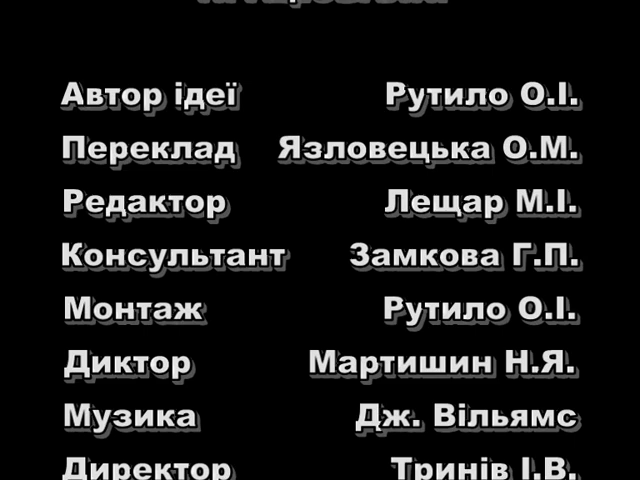 Автор ідеї Рутило О.І.
Переклад Язловецька О.М.
Редактор Лещар М.І.
Консультант Замкова Г.П.
Монтаж Рутило О.І.
Диктор Мартишин Н.Я.
Музика Дж. Вільямс
Директор Тринів І.В.